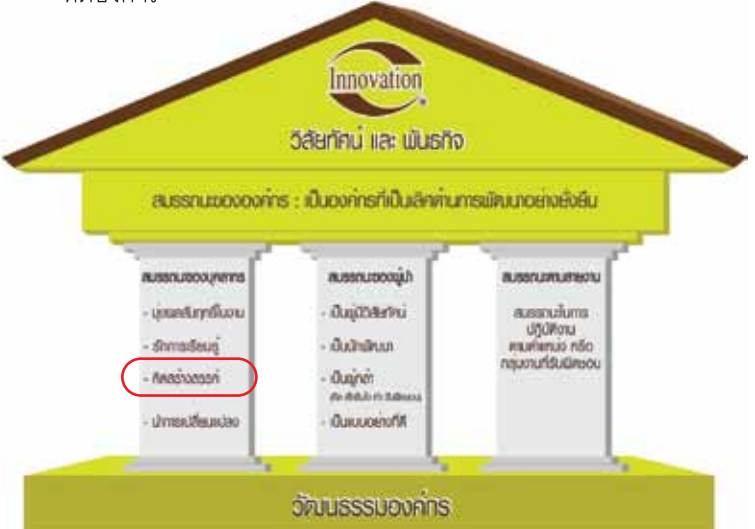 Innovation
วิสัยทัศน์ และ พันธกิจ
สมรรถนะขององค์กร : เป็นองค์กรที่เป็นเลิศด้านการพัฒนาอย่างยั่งยืน
สมรรถนะของบุคลากร
- มุ่งผลสัมฤทธิ์ในงาน
- รักการเรียนรู้
- คิดสร้างสรรค์
- นำการเปลี่ยนแปลง
สมรรถนะของผู้นำ
- เป็นผู้มีวิสัยทัศน์
- เป็นนักพัฒนา
- เป็นผู้กล้า
- เป็นแบบอย่างที่ดี
สมรรถนะตามสายงาน
สมรรถนะในการ
ปฏิบัติงาน
ตามตำแหน่ง หรือ
กลุ่มงานที่รับผิดชอบ
วัฒนธรรมองค์กร